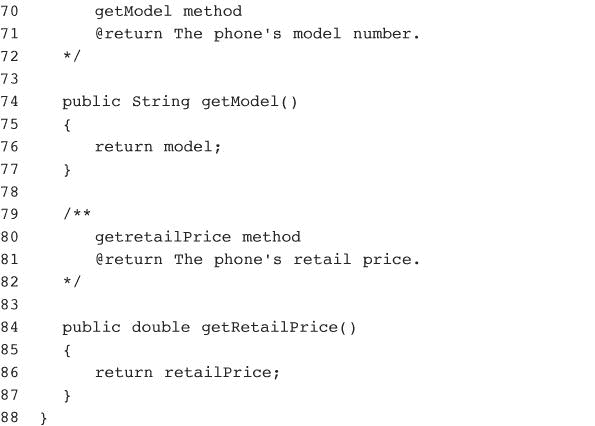 70        getModel method
71        @return The phone's model number.
72     */
73
74     public String getModel()
75     {
76        return model;
77     }
78
79     /**
80        getretailPrice method
81        @return The phone's retail price.
82     */
83
84     public double getRetailPrice()
85     {
86        return retailPrice;
87     }
88  }